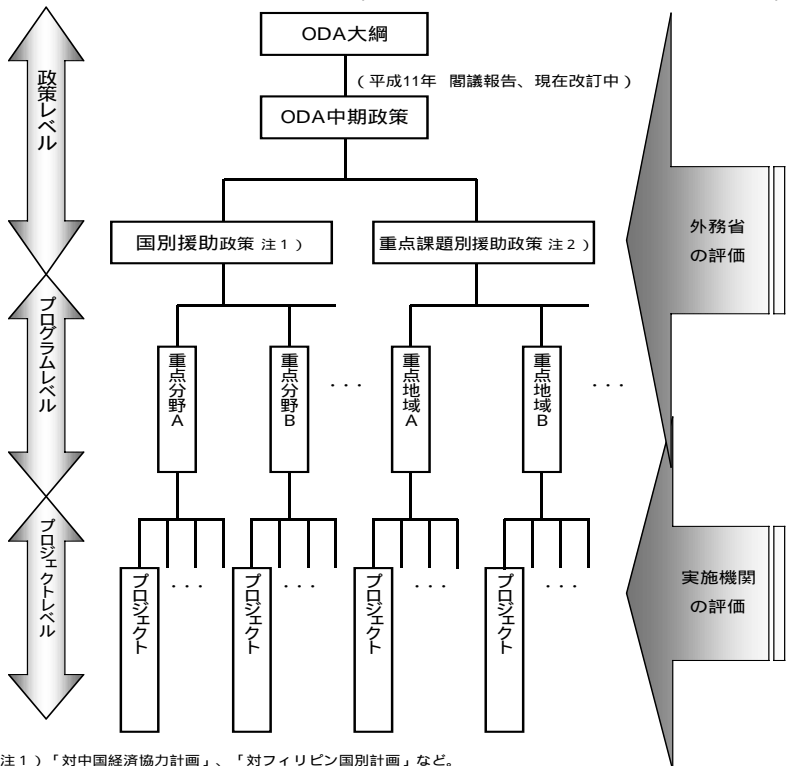 ODA大綱
(平成11年 閣議報告、現在改訂中)
ODA中期政策
政策レベル
国別援助政策 注1)
重点課題別援助政策 注2)
外務省
の評価
プログラムレベル
重点分野A
重点分野B
・・・
重点地域A
重点地域B
・・・
プロジェクトレベル
プロジェクト
・・・
プロジェクト
・・・
プロジェクト
・・・
プロジェクト
・・・
実施機関
の評価
注1)「対中国経済協力計画」、「対フィリピン国別計画」など。